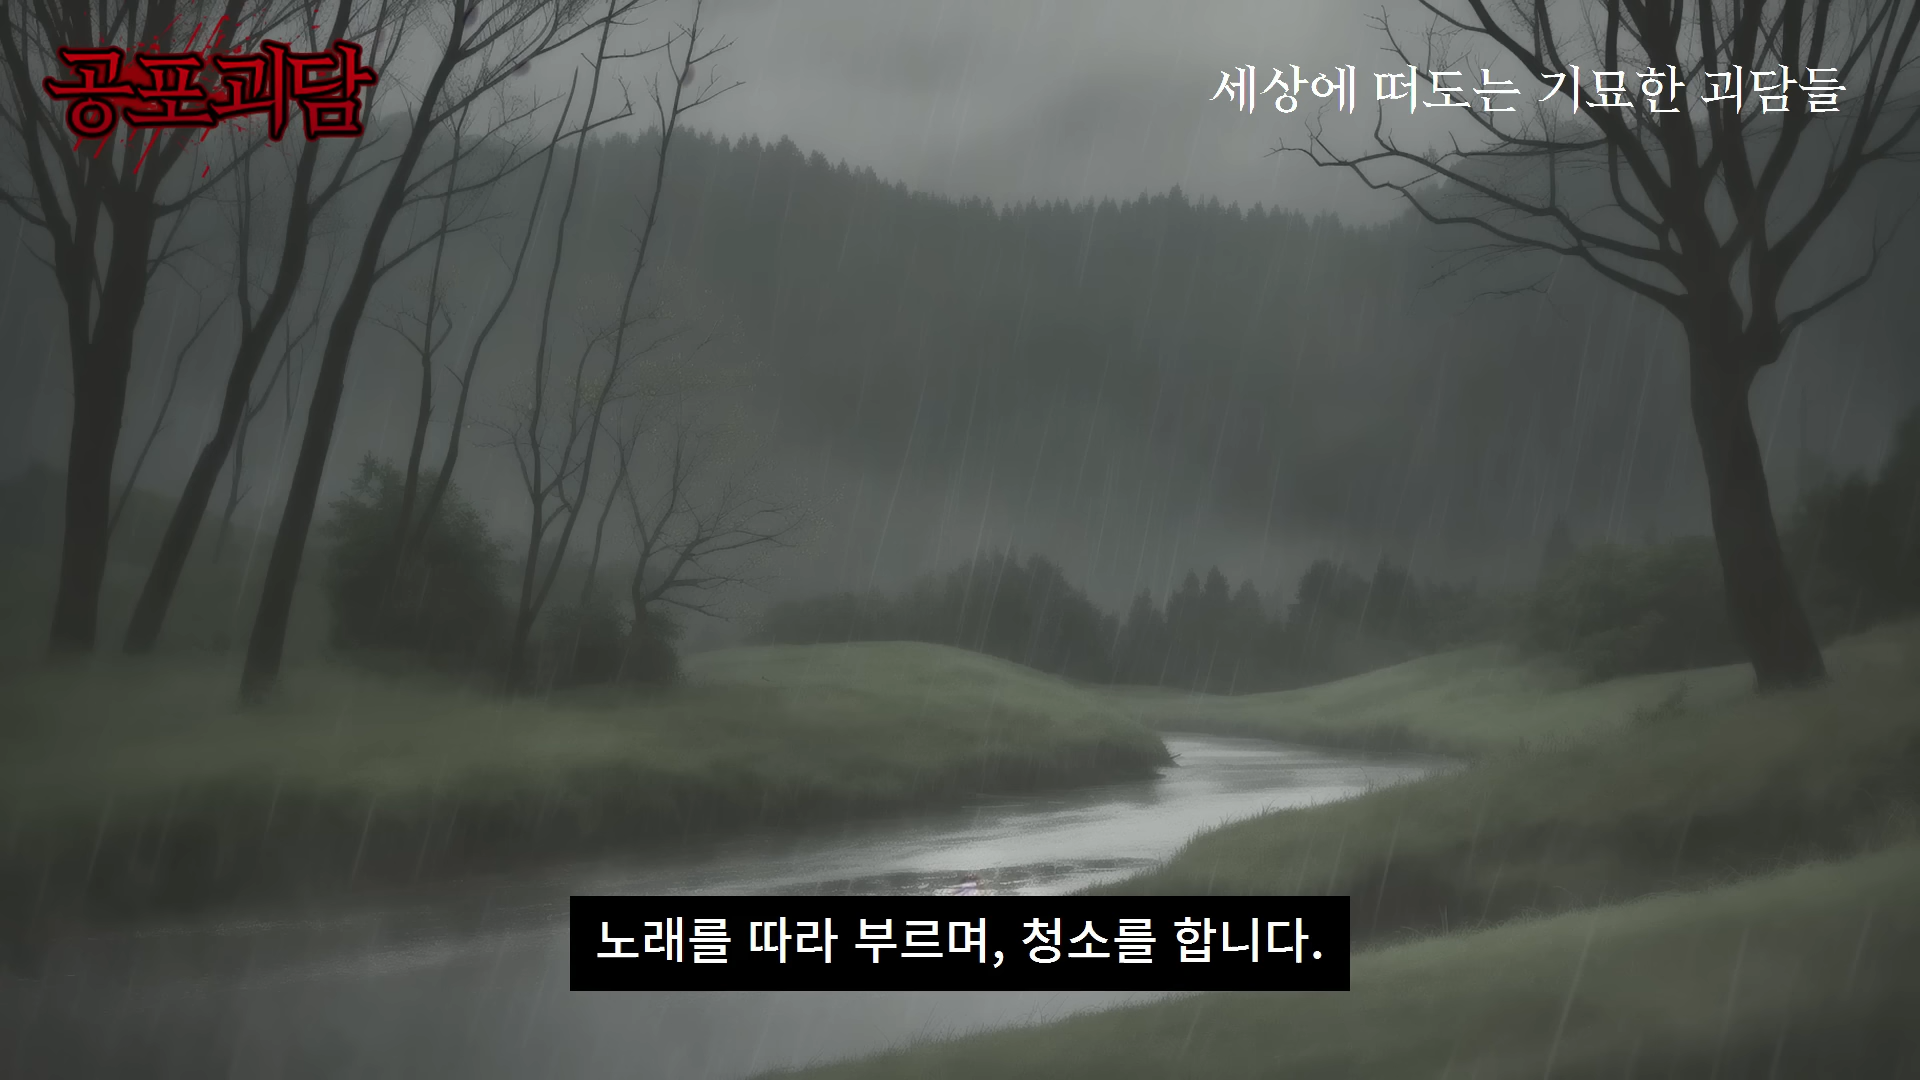 공포괴담
세상에 떠도는 기묘한 괴담들
노래를 따라 부르며, 청소를 합니다.